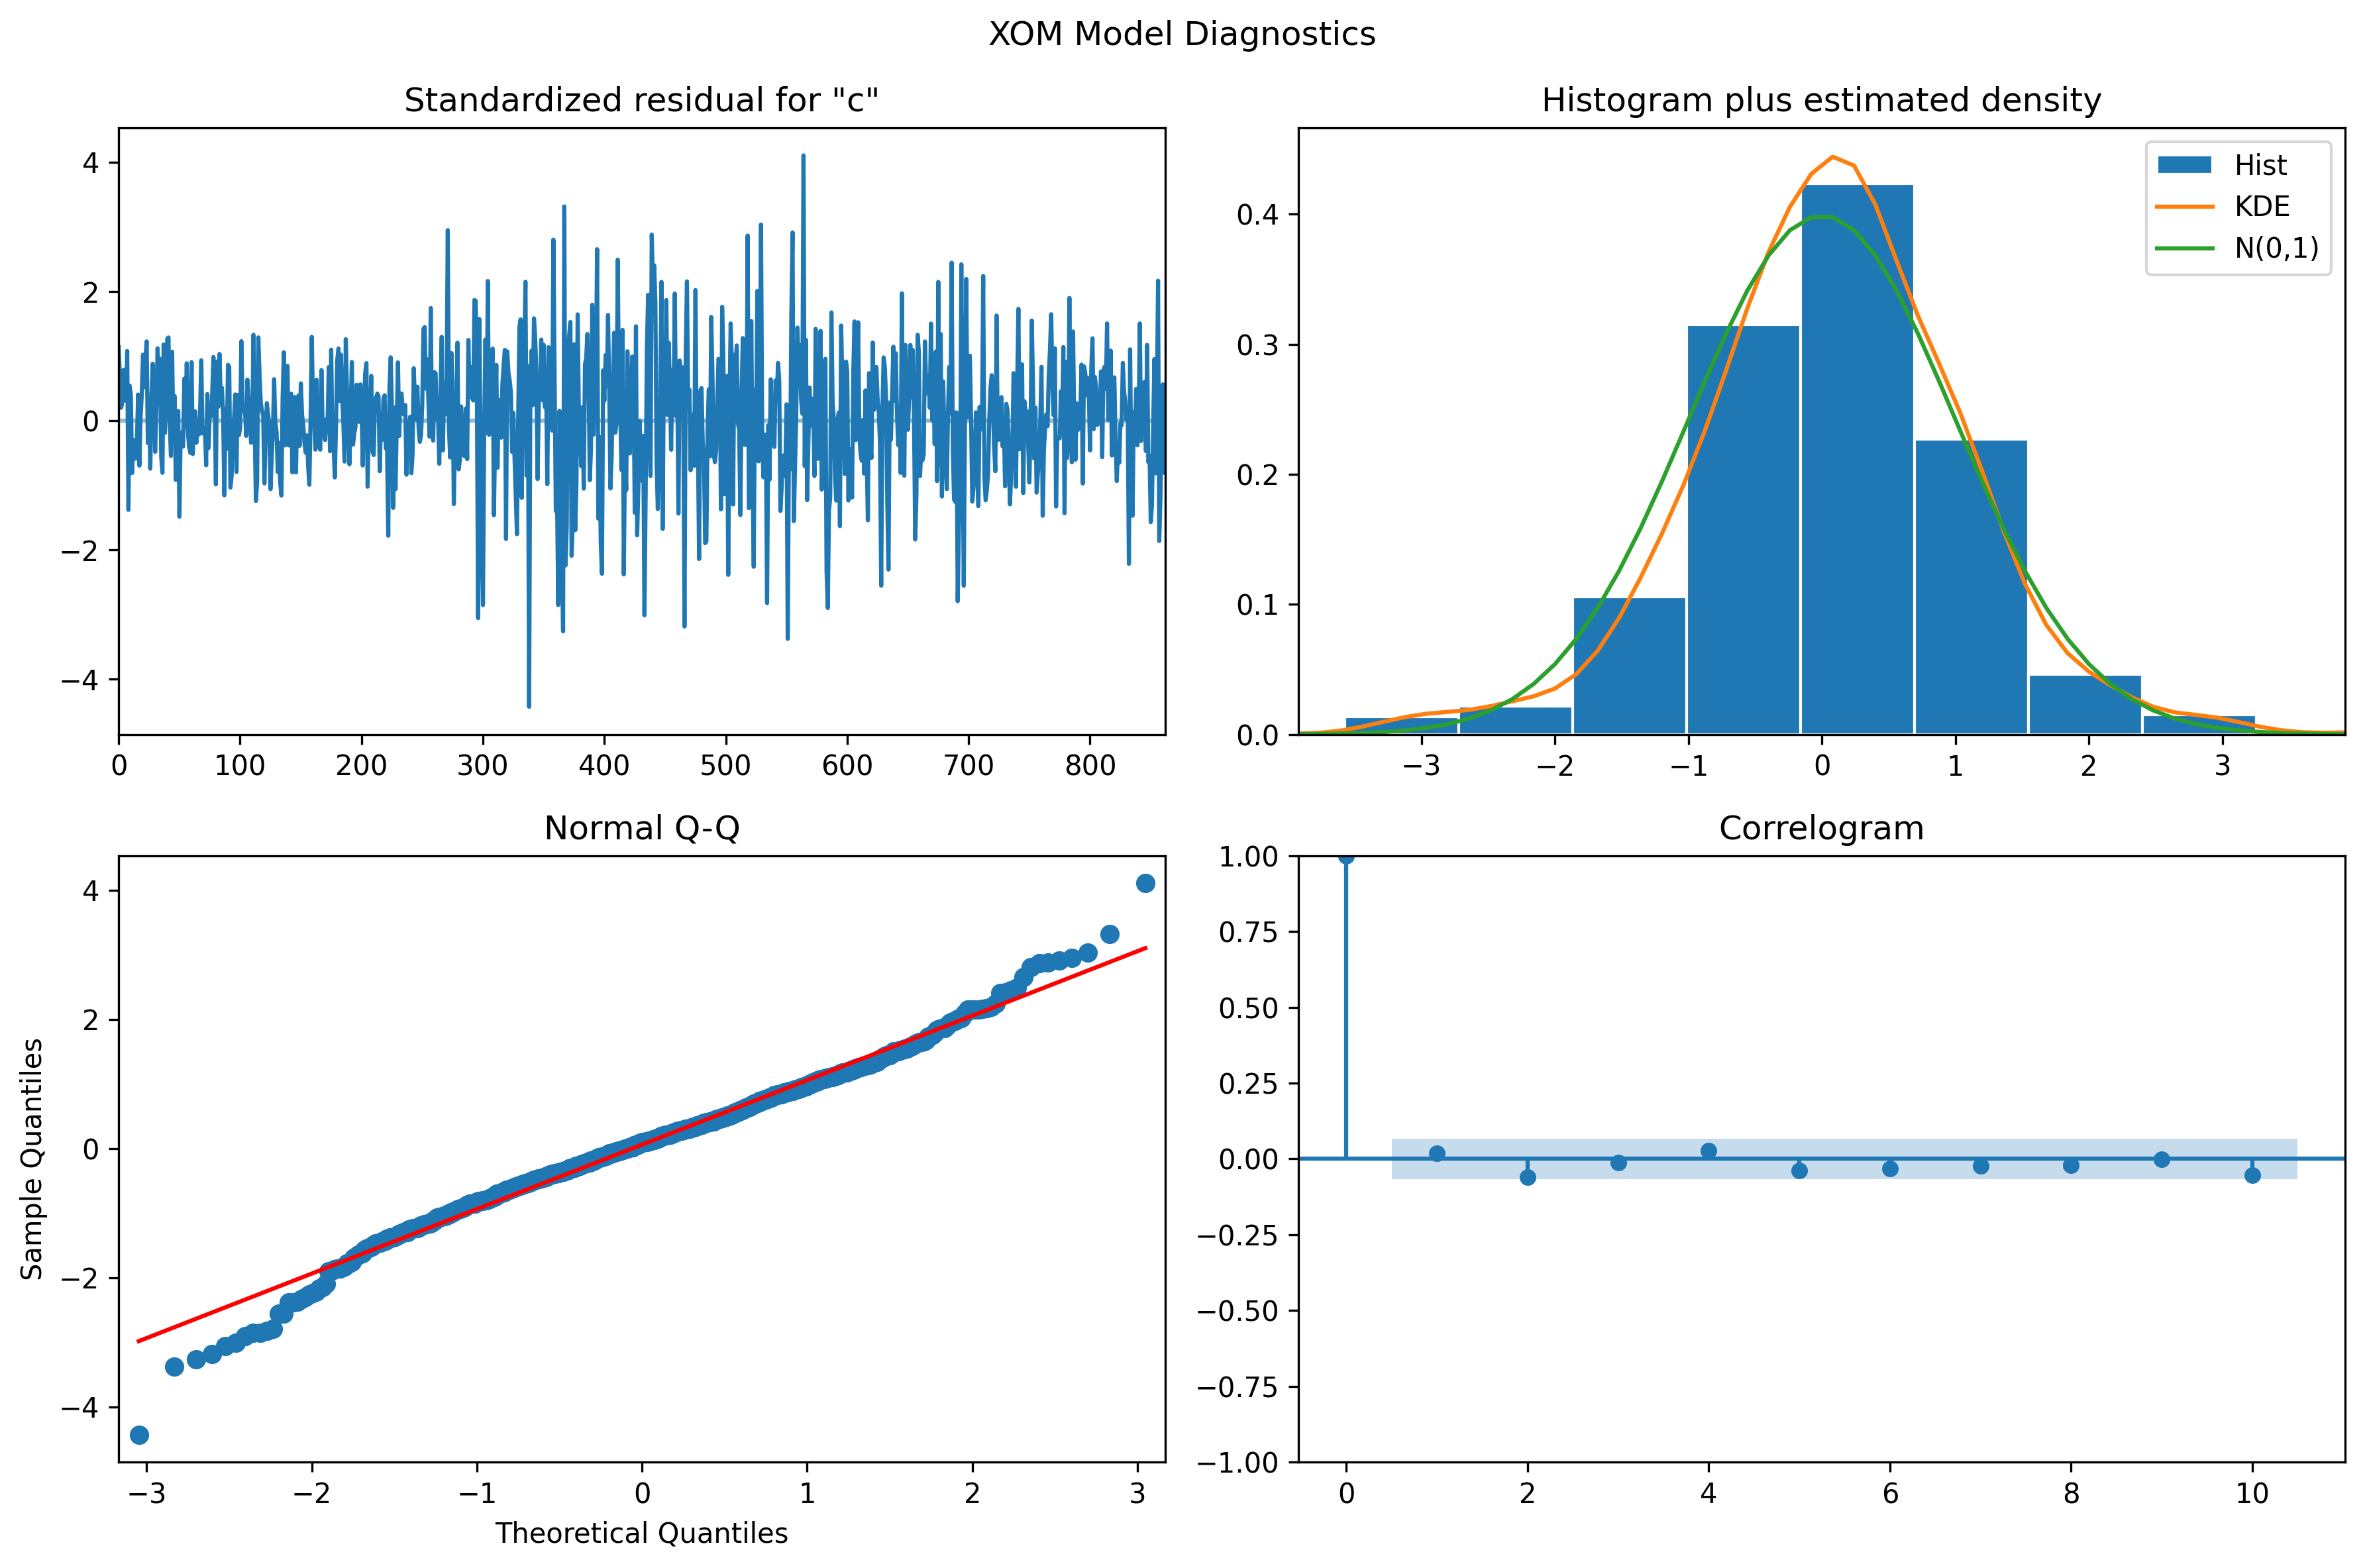 XOM Model Diagnostics
Standardized residual for "c"
4
2
0
−2
−4
0 100 200 300 400 500 600 700 800
Histogram plus estimated density
Hist
KDE
N(0,1)
0.4
0.3
0.2
0.1
0.0
−3 −2 −1 0 1 2 3
Normal Q-Q
Sample Quantiles
4
2
0
−2
−4
−3 −2 −1 0 1 2 3
Theoretical Quantiles
Correlogram
1.00
0.75
0.50
0.25
0.00
−0.25
−0.50
−0.75
−1.00
0 2 4 6 8 10